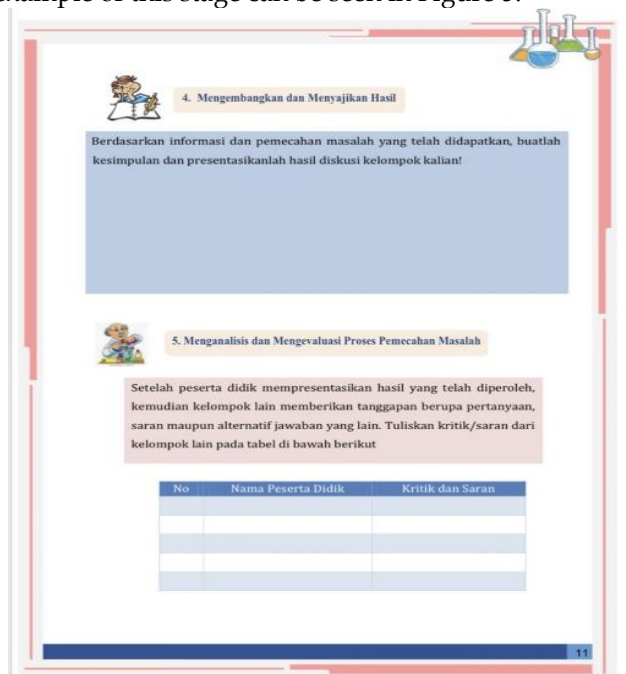 example of this stage can be seen in Figure 9.
4. Mengembangkan dan Menyajikan Hasil
Berdasarkan informasi dan pemecahan masalah yang telah didapatkan, buatlah
kesimpulan dan presentasikanlah hasil diskusi kelompok kalian!
5. Menganalisis dan Mengevaluasi Proses Pemecahan Masalah
Setelah peserta didik mempresentasikan hasil yang telah diperoleh,
kemudian kelompok lain memberikan tanggapan berupa pertanyaan,
saran maupun alternatif jawaban yang lain. Tuliskan kritik/saran dari
kelompok lain pada tabel di bawah berikut
No Nama Peserta Didik Kritik dan Saran
11